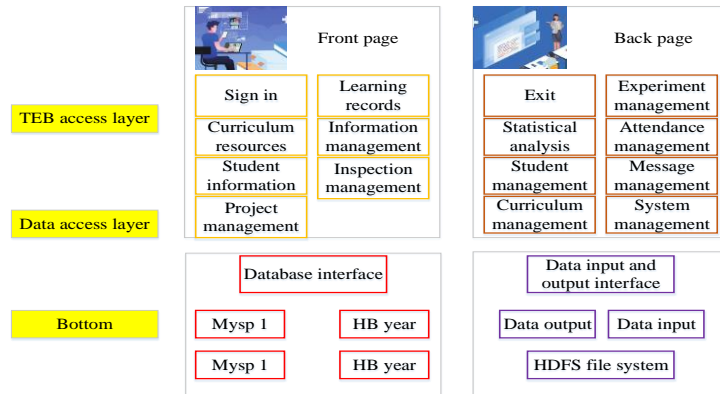 Front page
Back page
Sign in
Learning
records
Exit
Experiment
management
TEB access layer
Curriculum
resources
Information
management
Statistical
analysis
Attendance
management
Student
information
Inspection
management
Student
management
Message
management
Data access layer
Project
management
Curriculum
management
System
management
Database interface
Data input and
output interface
Bottom
Mysp 1
HB year
Data output
Data input
Mysp 1
HB year
HDFS file system